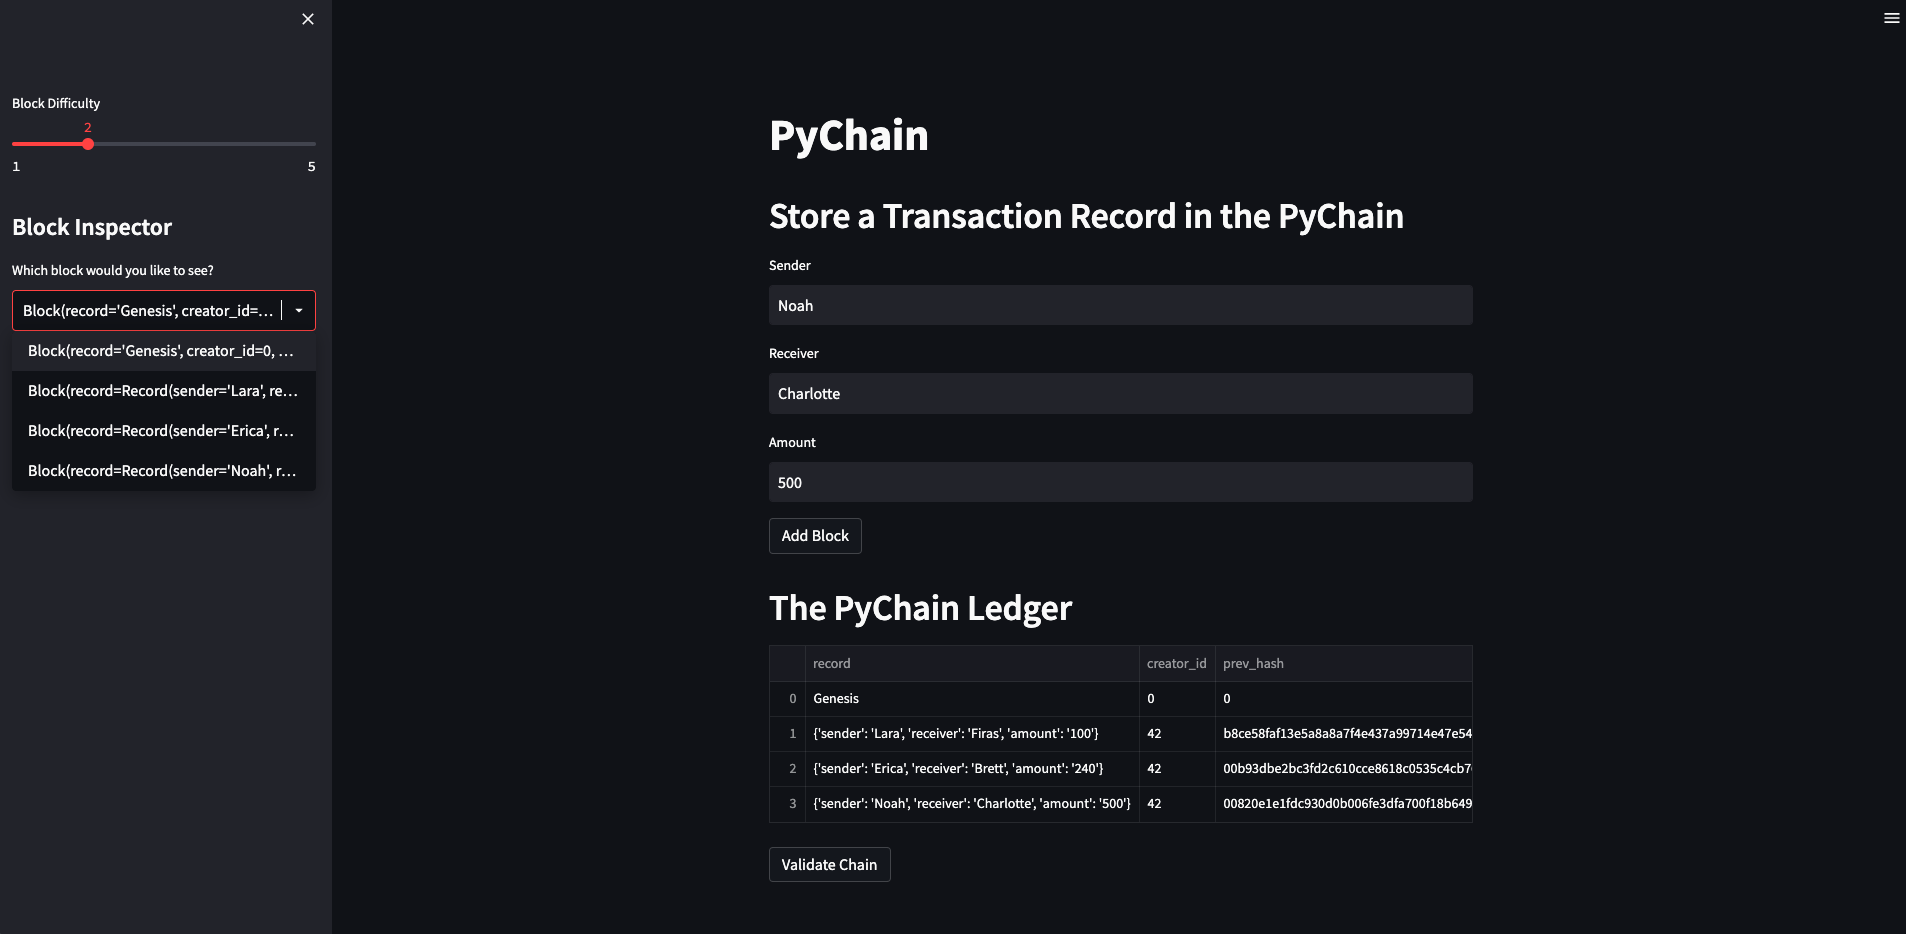 Block Difficulty
2
1 5
Block Inspector
Which block would you like to see?
Block(record='Genesis', creator_id=...
Block(record='Genesis', creator_id=0, ...
Block(record=Record(sender='Lara', re...
Block(record=Record(sender='Erica', r...
Block(record=Record(sender='Noah', r...
PyChain
Store a Transaction Record in the PyChain
Sender
Noah
Receiver
Charlotte
Amount
500
Add Block
The PyChain Ledger
record creator_id prev_hash
0 Genesis 0 0
1 {'sender': 'Lara', 'receiver': 'Firas', 'amount': '100'} 42 b8ce58faf13e5a8a8a7f4e437a99714e47e54
2 {'sender': 'Erica', 'receiver': 'Brett', 'amount': '240'} 42 00b93dbe2bc3fd2c610cce8618c0535c4cb7
3 {'sender': 'Noah', 'receiver': 'Charlotte', 'amount': '500'} 42 00820e1e1fdc930d0b006fe3dfa700f18b649
Validate Chain